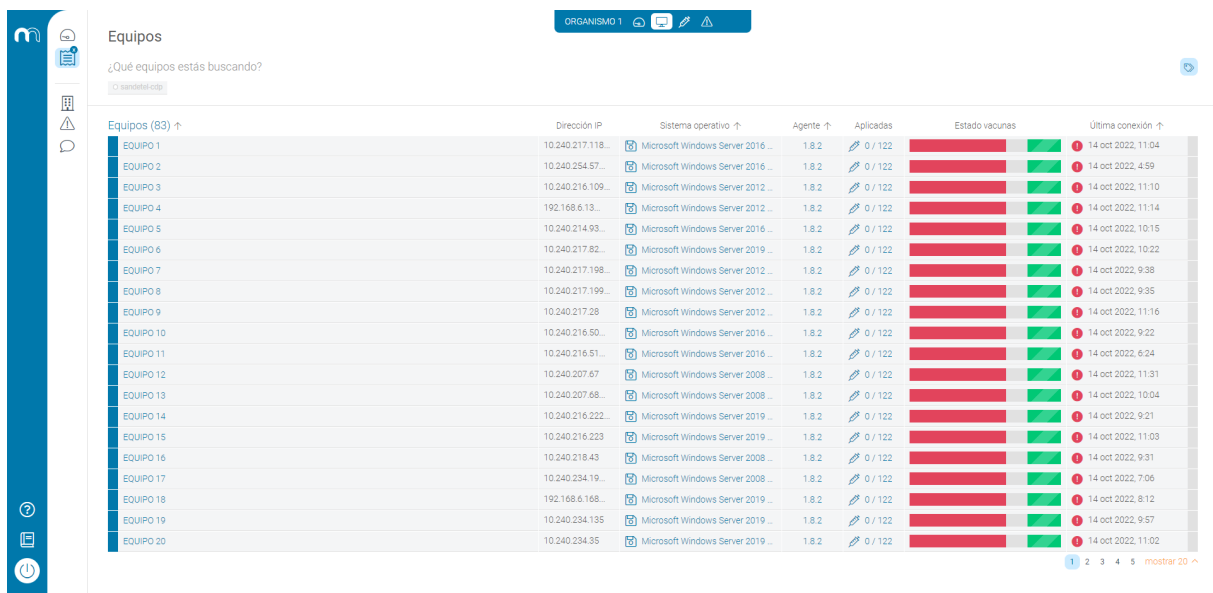 ORGANISMO 1
Equipos
¿Qué equipos estás buscando?
sandetel-cdp
Equipos (83) ↑ Dirección IP Sistema operativo ↑ Agente ↑ Aplicadas Estado vacunas Última conexión ↑
EQUIPO 1 10.240.217.118... Microsoft Windows Server 2016 ... 1.8.2 0 / 122 14 oct 2022, 11:04
EQUIPO 2 10.240.254.57... Microsoft Windows Server 2016 ... 1.8.2 0 / 122 14 oct 2022, 4:59
EQUIPO 3 10.240.216.109... Microsoft Windows Server 2012 ... 1.8.2 0 / 122 14 oct 2022, 11:10
EQUIPO 4 192.168.6.13... Microsoft Windows Server 2012 ... 1.8.2 0 / 122 14 oct 2022, 11:14
EQUIPO 5 10.240.214.93... Microsoft Windows Server 2016 ... 1.8.2 0 / 122 14 oct 2022, 10:15
EQUIPO 6 10.240.217.82... Microsoft Windows Server 2019 ... 1.8.2 0 / 122 14 oct 2022, 10:22
EQUIPO 7 10.240.217.198... Microsoft Windows Server 2012 ... 1.8.2 0 / 122 14 oct 2022, 9:38
EQUIPO 8 10.240.217.199... Microsoft Windows Server 2012 ... 1.8.2 0 / 122 14 oct 2022, 9:35
EQUIPO 9 10.240.217.28 Microsoft Windows Server 2012 ... 1.8.2 0 / 122 14 oct 2022, 11:16
EQUIPO 10 10.240.216.50... Microsoft Windows Server 2016 ... 1.8.2 0 / 122 14 oct 2022, 9:22
EQUIPO 11 10.240.216.51... Microsoft Windows Server 2016 ... 1.8.2 0 / 122 14 oct 2022, 6:24
EQUIPO 12 10.240.207.67 Microsoft Windows Server 2008 ... 1.8.2 0 / 122 14 oct 2022, 11:31
EQUIPO 13 10.240.207.68... Microsoft Windows Server 2008 ... 1.8.2 0 / 122 14 oct 2022, 10:04
EQUIPO 14 10.240.216.222... Microsoft Windows Server 2019 ... 1.8.2 0 / 122 14 oct 2022, 9:21
EQUIPO 15 10.240.216.223 Microsoft Windows Server 2019 ... 1.8.2 0 / 122 14 oct 2022, 11:03
EQUIPO 16 10.240.218.43 Microsoft Windows Server 2008 ... 1.8.2 0 / 122 14 oct 2022, 9:31
EQUIPO 17 10.240.234.19... Microsoft Windows Server 2008 ... 1.8.2 0 / 122 14 oct 2022, 7:06
EQUIPO 18 192.168.6.168... Microsoft Windows Server 2019 ... 1.8.2 0 / 122 14 oct 2022, 8:12
EQUIPO 19 10.240.234.135 Microsoft Windows Server 2019 ... 1.8.2 0 / 122 14 oct 2022, 9:57
EQUIPO 20 10.240.234.35 Microsoft Windows Server 2019 ... 1.8.2 0 / 122 14 oct 2022, 11:02
1 2 3 4 5 mostrar 20